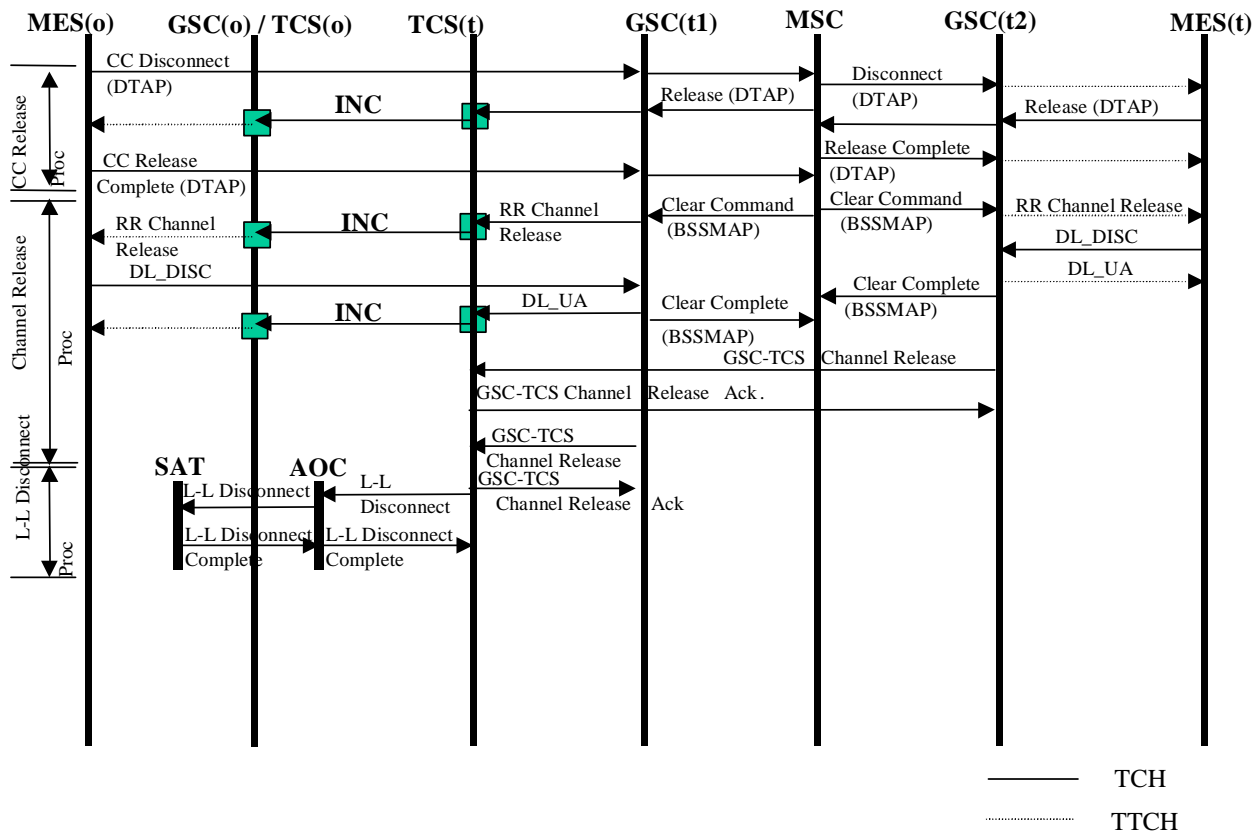 MES(o) GSC(o) / TCS(o) TCS(t) GSC(t1) MSC GSC(t2) MES(t)
CC Disconnect
(DTAP)
Disconnect
(DTAP)
INC
Release (DTAP)
Release (DTAP)
CC Release
Proc
CC Release
Complete (DTAP)
Release Complete
(DTAP)
RR Channel
Release
INC
RR Channel
Release
Clear Command
(BSSMAP)
Clear Command
(BSSMAP)
RR Channel Release
DL_DISC
DL_DISC
DL_UA
Channel Release
Proc
INC
DL_UA
Clear Complete
(BSSMAP)
Clear Complete
(BSSMAP)
GSC-TCS Channel Release
GSC-TCS Channel Release Ack.
GSC-TCS
Channel Release
L-L Disconnect
Proc
SAT AOC
L-L Disconnect
L-L
Disconnect
GSC-TCS
Channel Release Ack
L-L Disconnect
Complete
L-L Disconnect
Complete
TCH
TTCH